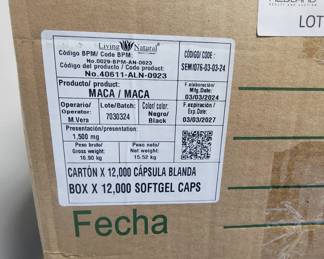 Living Natural
Código BPM/ Code BPM: CÓDIGO/ CODE:
No.0029-BPM-AN-0923 SEMI076-03-03-24
Código del producto / Code product:
No.40611-ALN-0923
Producto/ product: F. elaboración/
MACA / MACA Mfg. Date:
03/03/2024
Operario/ Lote/Batch: Color/ color: F. expiración /
Operator: 7030324 Negro/ Exp. Date:
M.Vera Black 03/03/2027
Presentación/presentation:
1.500 mg
Peso bruto/ Peso neto/
Gross weight: Net weight:
16.90 kg 15.52 kg
CARTÓN X 12,000 CÁPSULA BLANDA
BOX X 12,000 SOFTGEL CAPS
Fecha
LOT